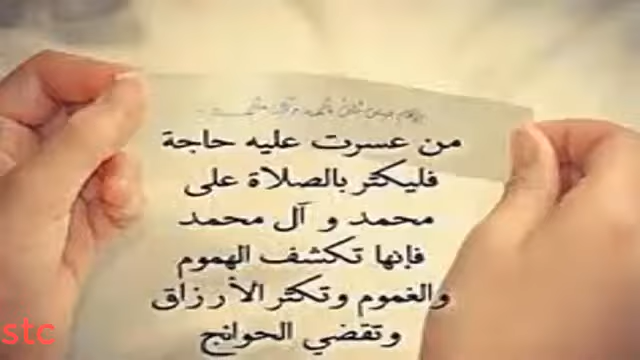 من عسرت عليه حاجة
فليكثر بالصلاة على
محمد و آل محمد
فإنها تكشف الهموم
والغموم وتكثر الأرزاق
وتقضي الحوائج
stc